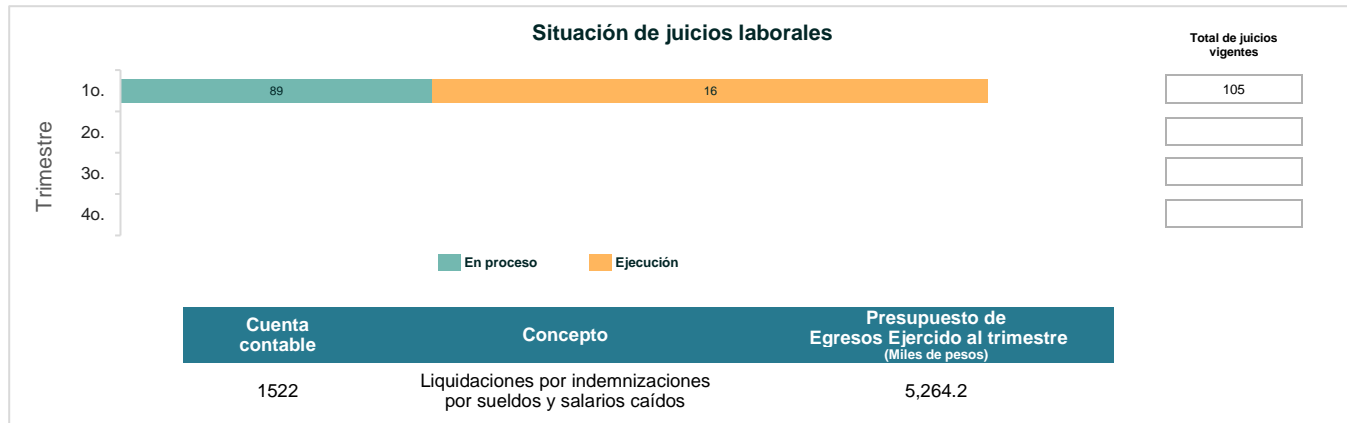 Situación de juicios laborales
Total de juicios
vigentes
Trimestre
1o.
89
16
105
2o.
3o.
4o.
En proceso
Ejecución
Cuenta
contable
Concepto
Presupuesto de
Egresos Ejercido al trimestre
(Miles de pesos)
1522
Liquidaciones por indemnizaciones
por sueldos y salarios caídos
5,264.2